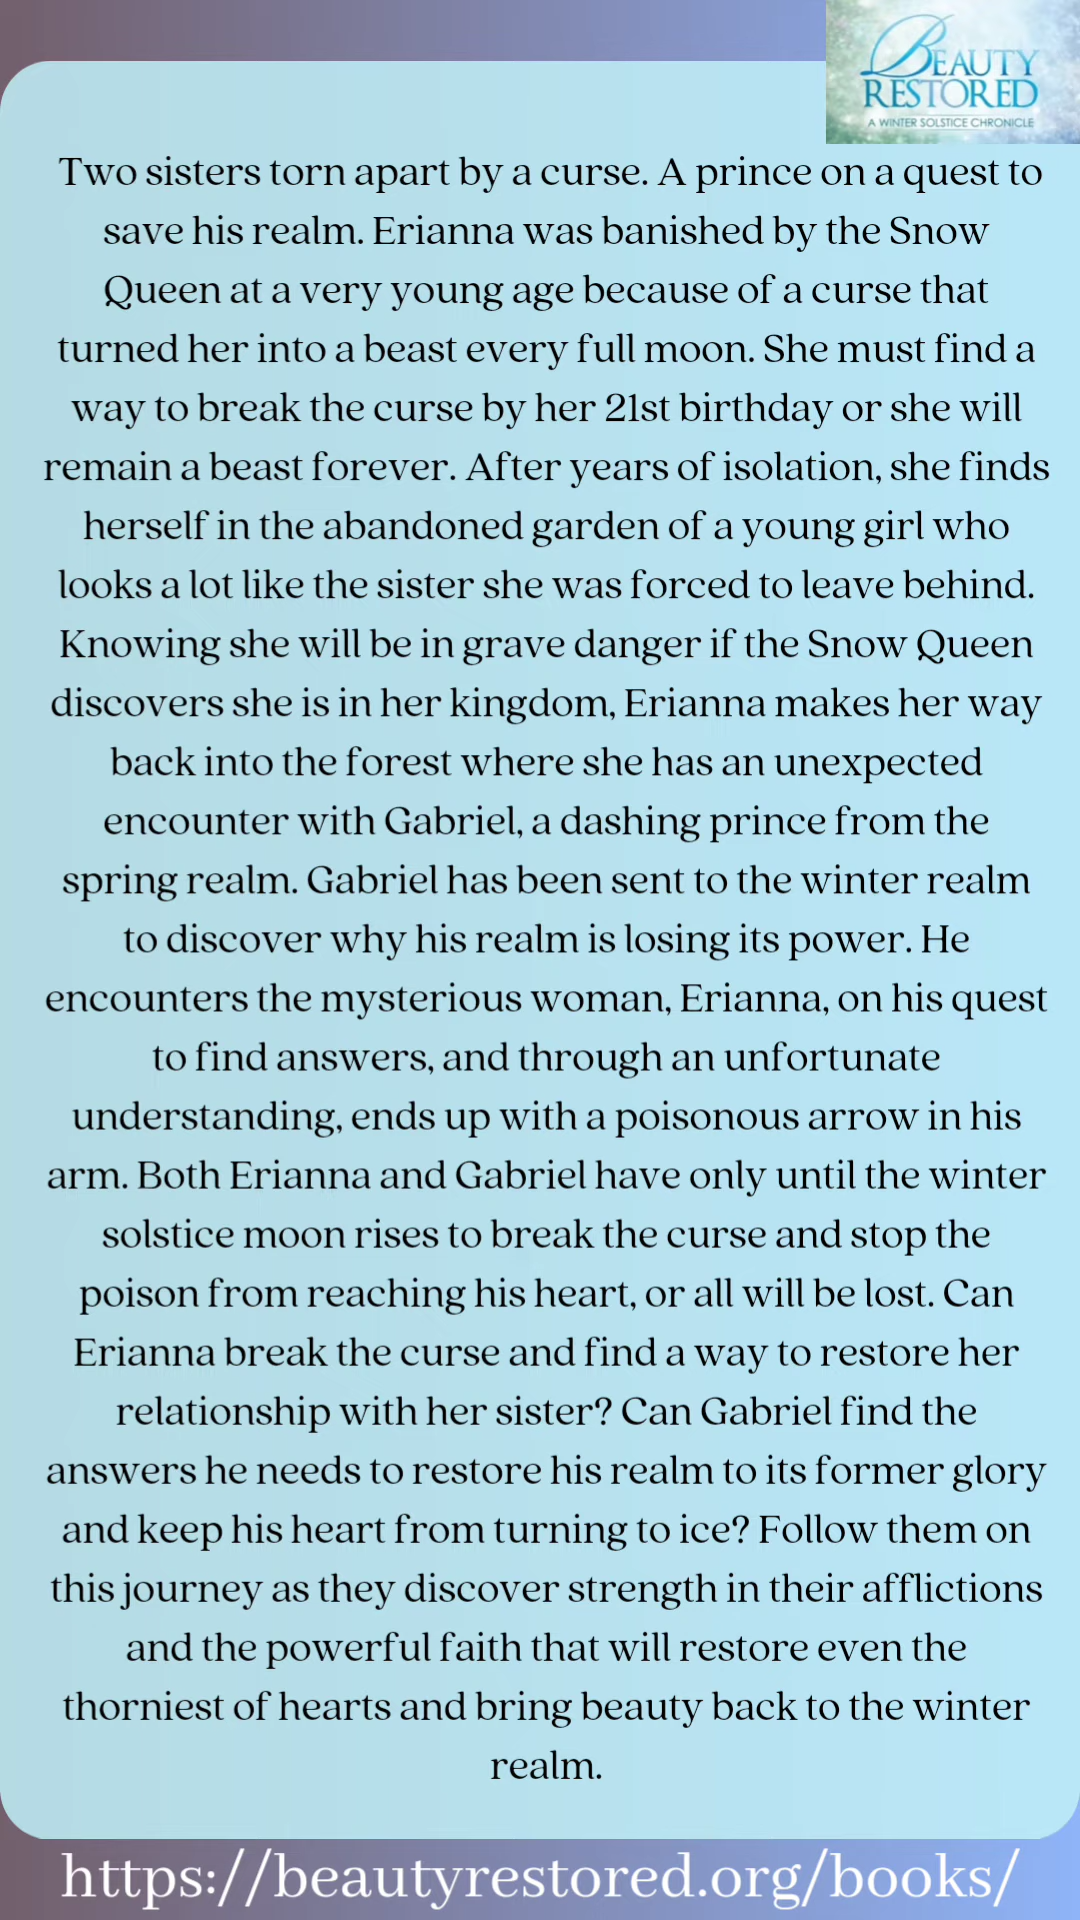 BEAUTY
RESTORED
A WINTER SOLSTICE CHRONICLE
Two sisters torn apart by a curse. A prince on a quest to
save his realm. Erianna was banished by the Snow
Queen at a very young age because of a curse that
turned her into a beast every full moon. She must find a
way to break the curse by her 21st birthday or she will
remain a beast forever. After years of isolation, she finds
herself in the abandoned garden of a young girl who
looks a lot like the sister she was forced to leave behind.
Knowing she will be in grave danger if the Snow Queen
discovers she is in her kingdom, Erianna makes her way
back into the forest where she has an unexpected
encounter with Gabriel, a dashing prince from the
spring realm. Gabriel has been sent to the winter realm
to discover why his realm is losing its power. He
encounters the mysterious woman, Erianna, on his quest
to find answers, and through an unfortunate
understanding, ends up with a poisonous arrow in his
arm. Both Erianna and Gabriel have only until the winter
solstice moon rises to break the curse and stop the
poison from reaching his heart, or all will be lost. Can
Erianna break the curse and find a way to restore her
relationship with her sister? Can Gabriel find the
answers he needs to restore his realm to its former glory
and keep his heart from turning to ice? Follow them on
this journey as they discover strength in their afflictions
and the powerful faith that will restore even the
thorniest of hearts and bring beauty back to the winter
realm.
https://beautyrestored.org/books/